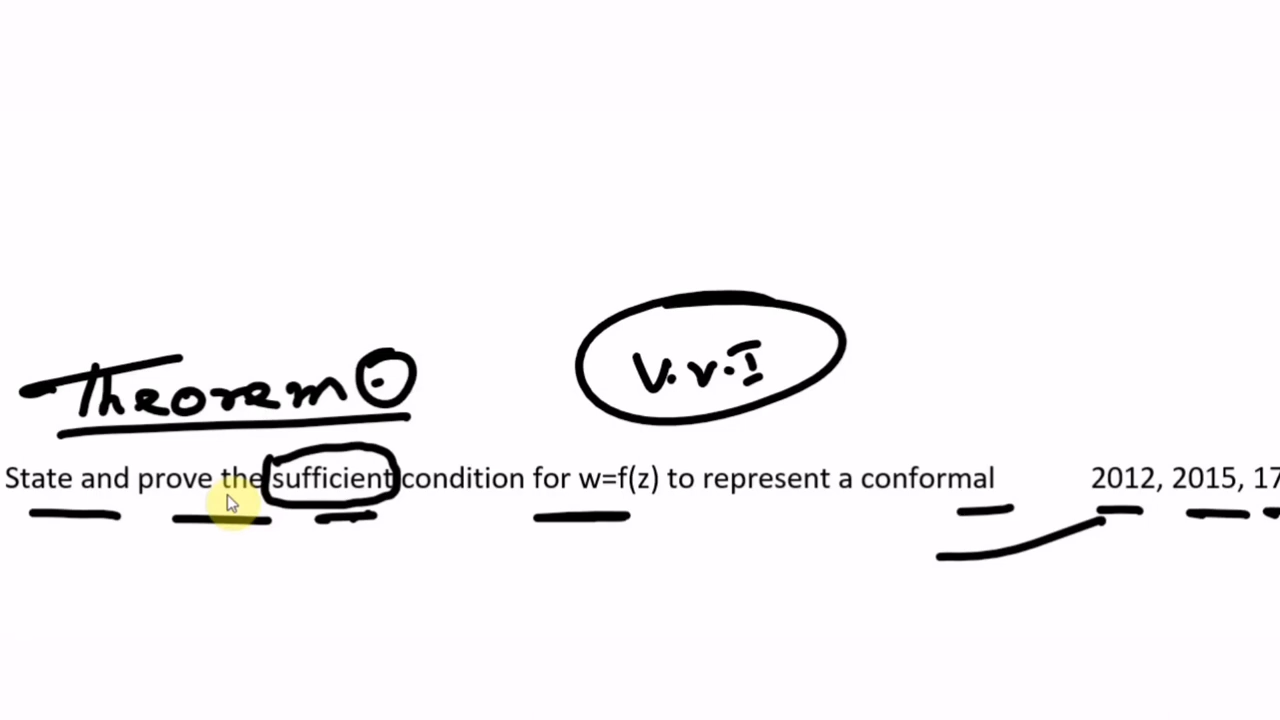 V.V.I
Theorem
State and prove the sufficient condition for w=f(z) to represent a conformal 2012, 2015, 17